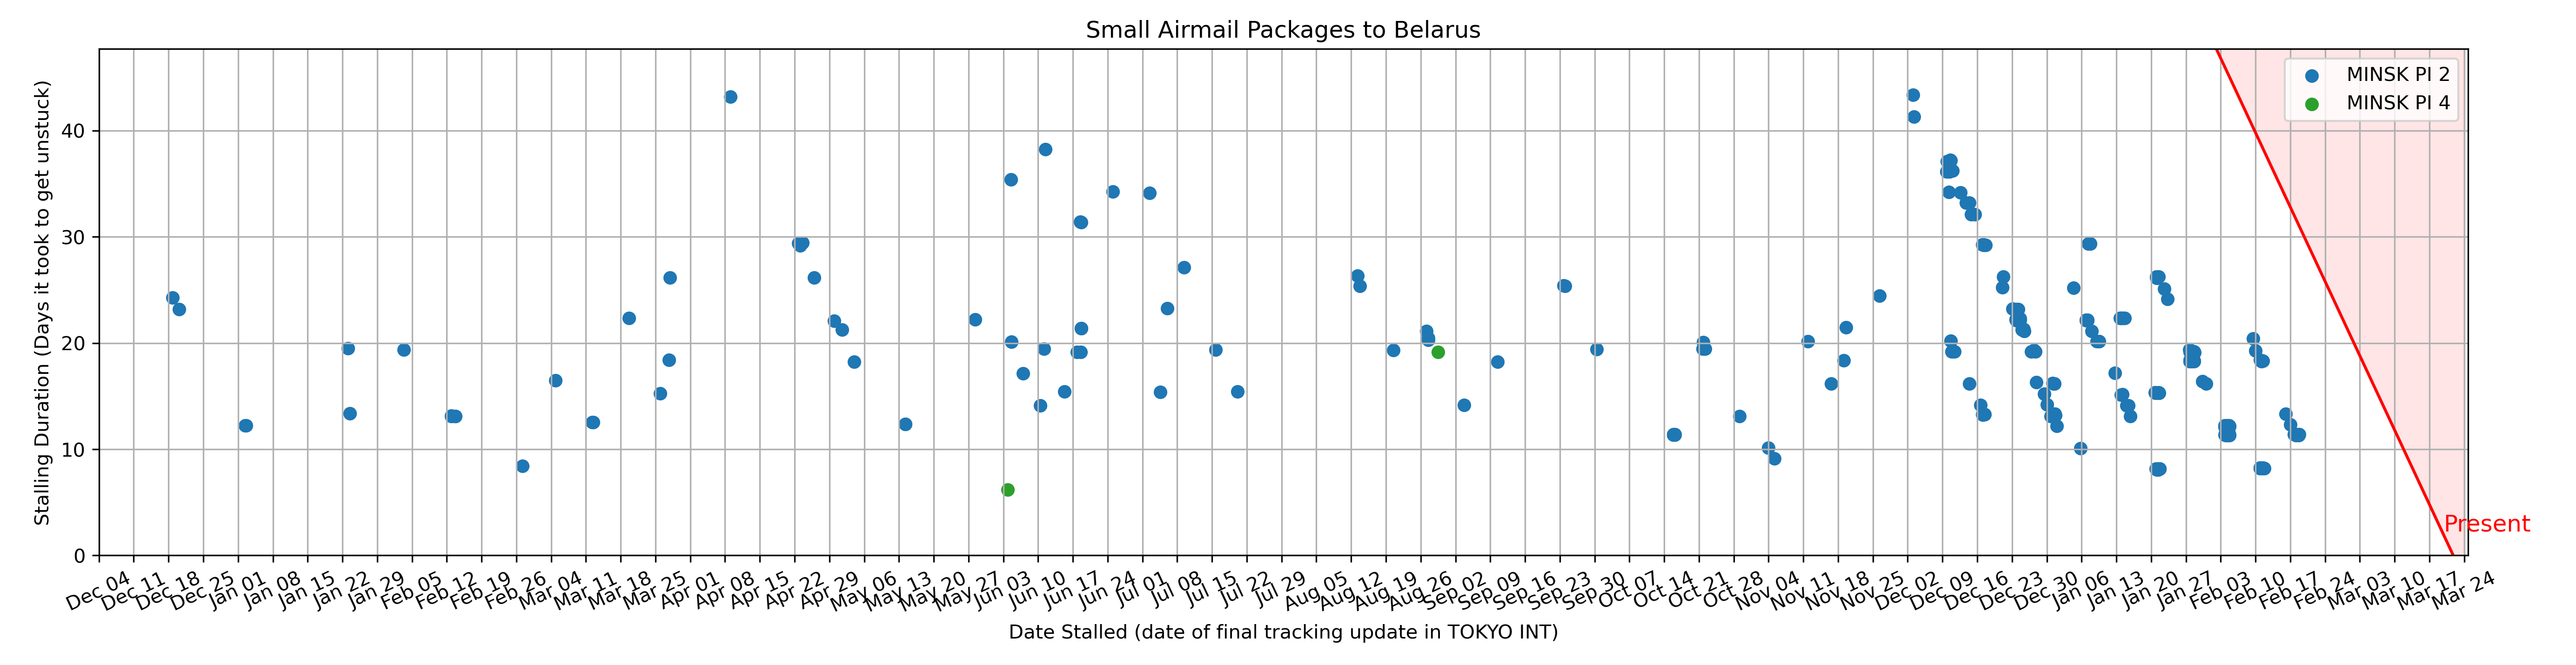 Small Airmail Packages to Belarus
Stalling Duration (Days it took to get unstuck)
40
30
20
10
0
MINSK PI 2
MINSK PI 4
Present
Dec 04
Dec 11
Dec 18
Dec 25
Jan 01
Jan 08
Jan 15
Jan 22
Jan 29
Feb 05
Feb 12
Feb 19
Feb 26
Mar 04
Mar 11
Mar 18
Mar 25
Apr 01
Apr 08
Apr 15
Apr 22
Apr 29
May 06
May 13
May 20
May 27
Jun 03
Jun 10
Jun 17
Jun 24
Jul 01
Jul 08
Jul 15
Jul 22
Jul 29
Aug 05
Aug 12
Aug 19
Aug 26
Sep 02
Sep 09
Sep 16
Sep 23
Sep 30
Oct 07
Oct 14
Oct 21
Oct 28
Nov 04
Nov 11
Nov 18
Nov 25
Dec 02
Dec 09
Dec 16
Dec 23
Dec 30
Jan 06
Jan 13
Jan 20
Jan 27
Feb 03
Feb 10
Feb 17
Feb 24
Mar 03
Mar 10
Mar 17
Mar 24
Date Stalled (date of final tracking update in TOKYO INT)